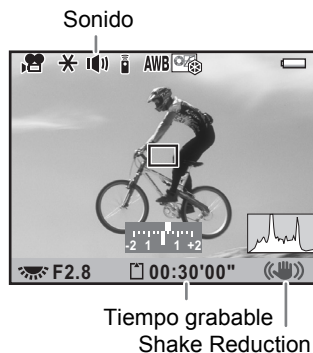 Sonido
AWB
-2 1 1 +2
F2.8 00:30'00"
Tiempo grabable
Shake Reduction